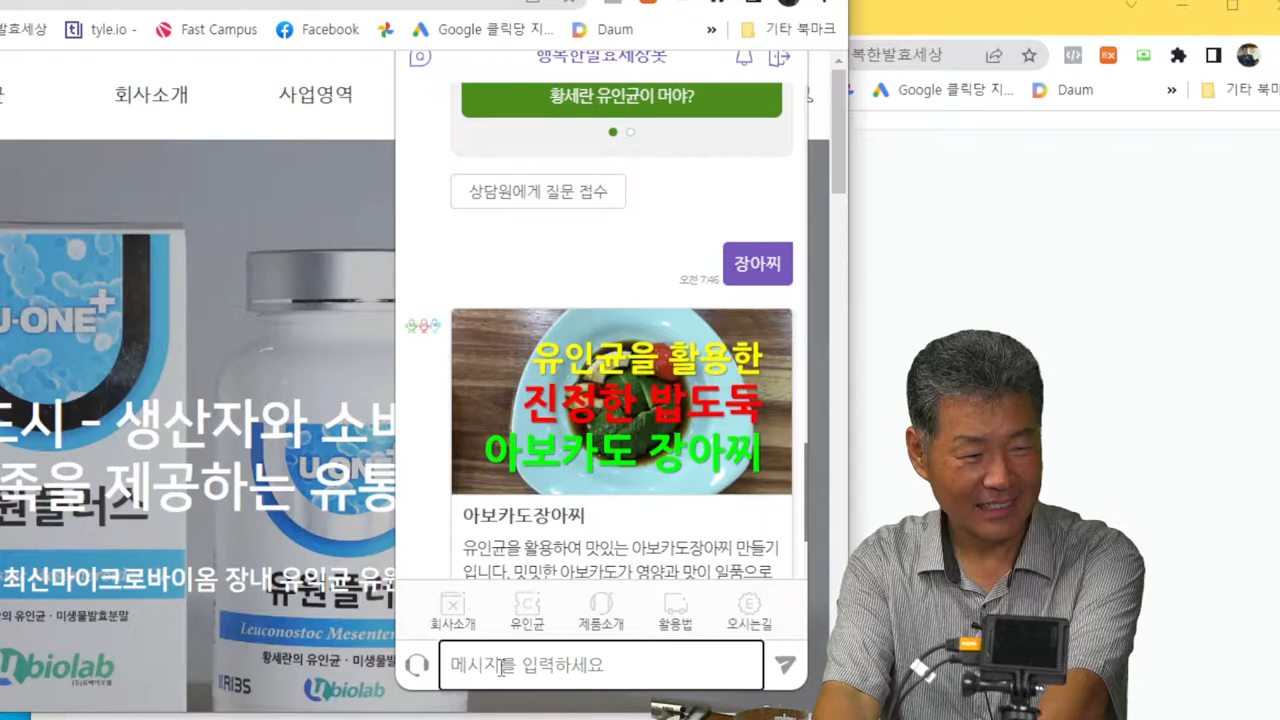 발효세상
tyle.io -
Fast Campus
Facebook
Google 클릭당 지...
Daum
»
기타 북마크
회사소개
사업영역
행복한발효세상봇
황세란 유인균이 머야?
상담원에게 질문 접수
장아찌
오전 7:46
유인균을 활용한
진정한 밥도둑
아보카도 장아찌
아보카도장아찌
유인균을 활용하여 맛있는 아보카도장아찌 만들기
입니다. 밋밋한 아보카도가 영양과 맛이 일품으로
회사소개
유인균
제품소개
활용법
오시는길
메시지를 입력하세요
복한발효세상
EX
Google 클릭당 지...
Daum
»
기타 북마
U-ONE+
도시 - 생산자와 소비
족을 제공하는 유통
최신마이크로바이옴 장내 유익균 유원
의 유인균 · 미생물발효분말
biolab
U-ONE
Leuconostoc Mesenter
황세란의 유인균 · 미생물
KRIBS
biolab